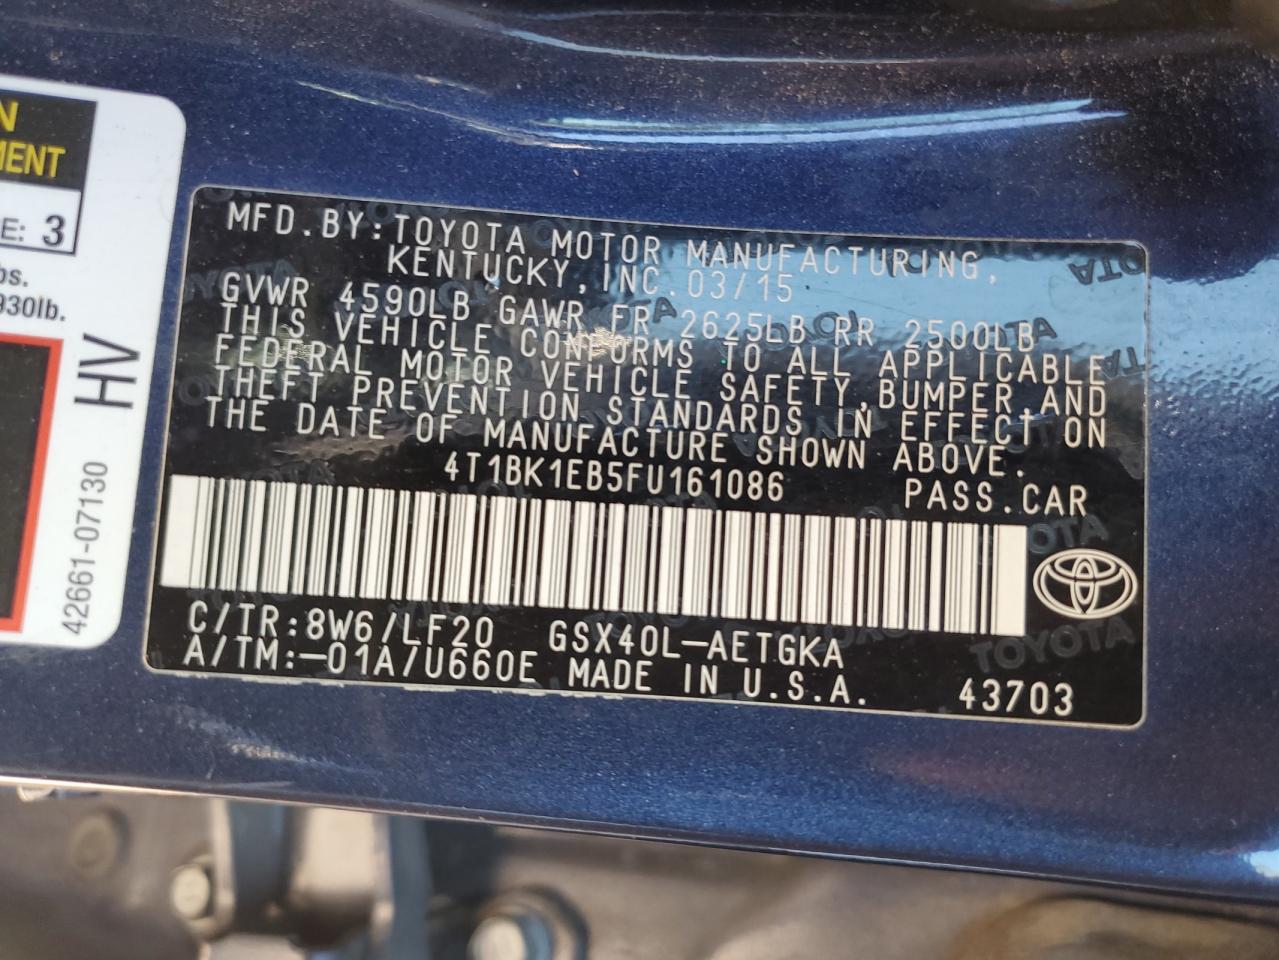 N
MENT
E: 3
bs.
930lb.
42661-07130 HV
MFD.BY:TOYOTA MOTOR MANUFACTURING,
KENTUCKY,INC.03/15
GVWR 4590LB GAWR FR 2625LB RR 2500LB
THIS VEHICLE CONFORMS TO ALL APPLICABLE
FEDERAL MOTOR VEHICLE SAFETY,BUMPER,AND
THEFT PREVENTION STANDARDS IN EFFECT ON
THE DATE OF MANUFACTURE SHOWN ABOVE.
4T1BK1EB5FU161086 PASS.CAR
C/TR:8W6/LF20 GSX40L-AETGKA
A/TM:-01A/U660E MADE IN U.S.A. 43703